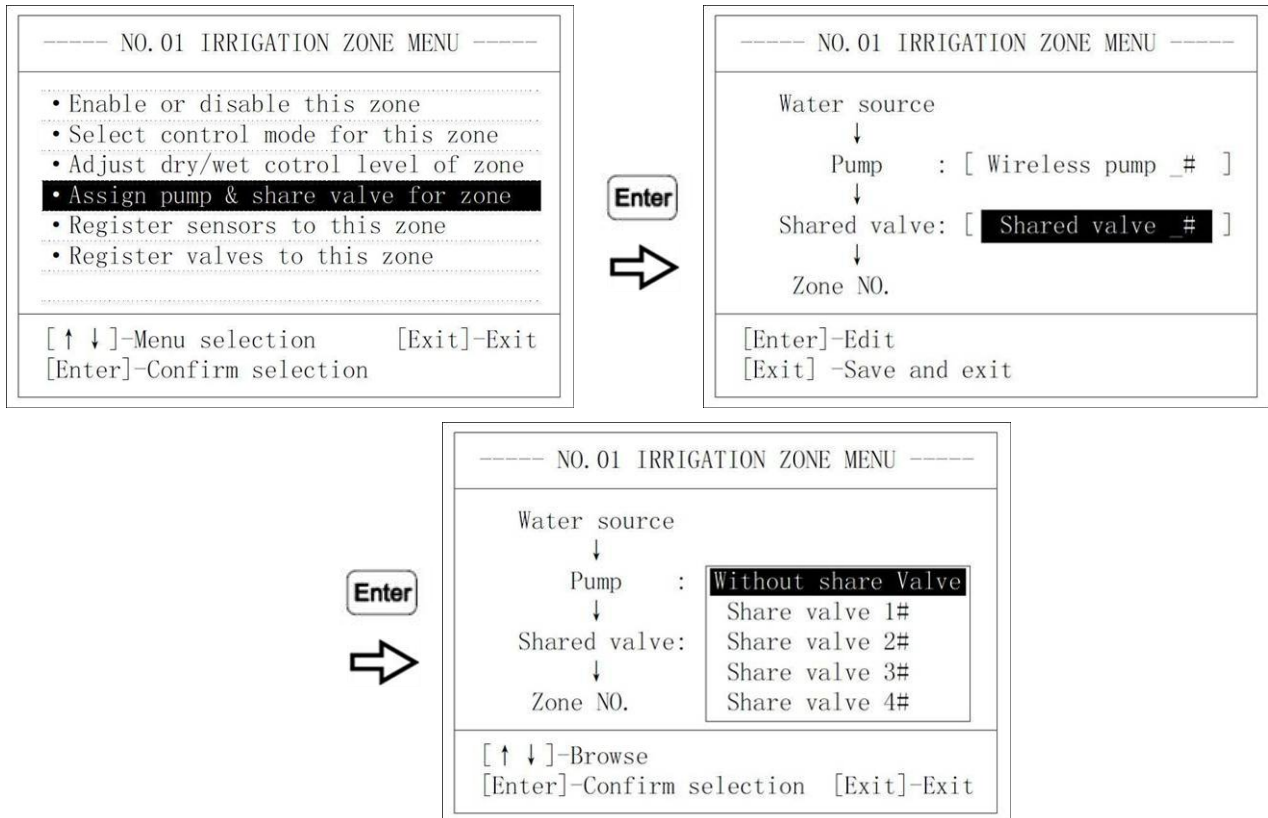 ----- NO.01 IRRIGATION ZONE MENU -----
•Enable or disable this zone
•Select control mode for this zone
•Adjust dry/wet cotrol level of zone
•Assign pump & share valve for zone
•Register sensors to this zone
•Register valves to this zone
[↑↓]-Menu selection [Exit]-Exit
[Enter]-Confirm selection
Enter
----- NO.01 IRRIGATION ZONE MENU -----
Water source
↓
Pump : [ Wireless pump _# ]
↓
Shared valve: [ Shared valve _# ]
↓
Zone NO.
[Enter]-Edit
[Exit] -Save and exit
Enter
----- NO.01 IRRIGATION ZONE MENU -----
Water source
↓
Pump : Without share Valve
↓ Share valve 1#
Shared valve: Share valve 2#
↓ Share valve 3#
Zone NO. Share valve 4#
[↑↓]-Browse
[Enter]-Confirm selection [Exit]-Exit